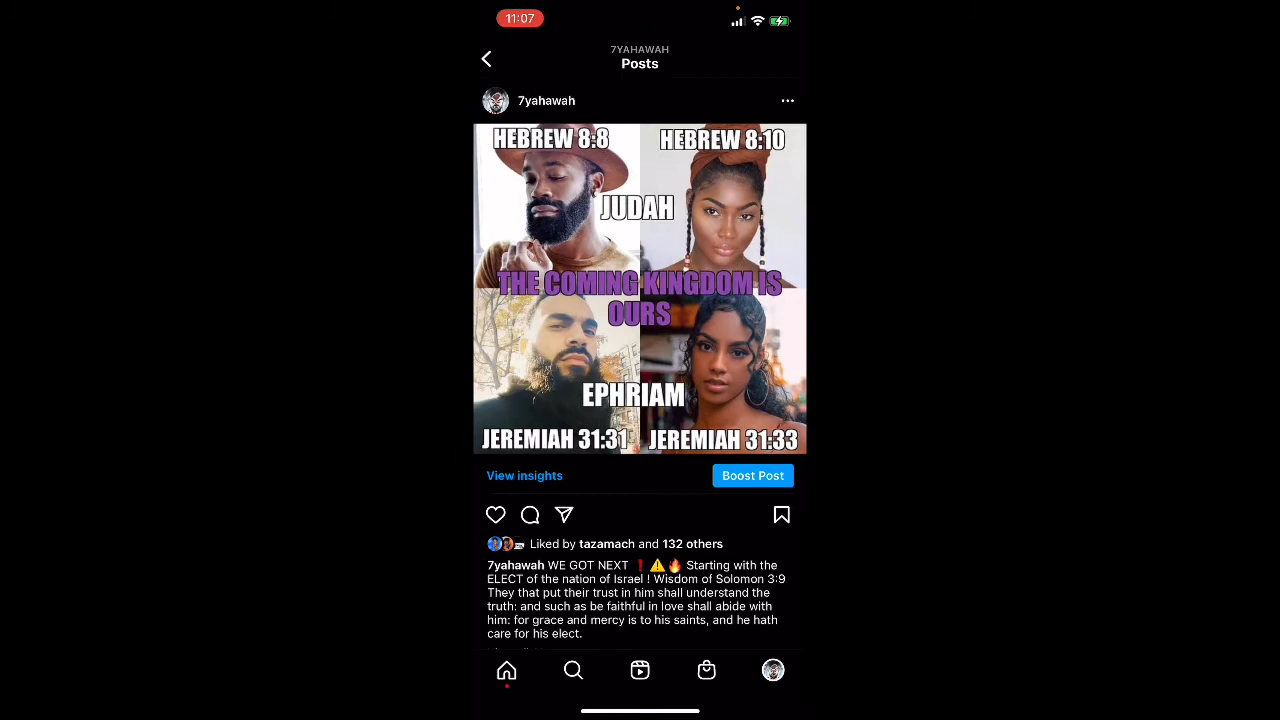 11:07
7YAHAWAH
Posts
7yahawah
HEBREW 8:8
HEBREW 8:10
JUDAH
THE COMING KINGDOM IS
OURS
EPHRIAM
JEREMIAH 31:31
JEREMIAH 31:33
View insights
Boost Post
Liked by tazamach and 132 others
7yahawah WE GOT NEXT ❗⚠️🔥 Starting with the
ELECT of the nation of Israel ! Wisdom of Solomon 3:9
They that put their trust in him shall understand the
truth: and such as be faithful in love shall abide with
him: for grace and mercy is to his saints, and he hath
care for his elect.